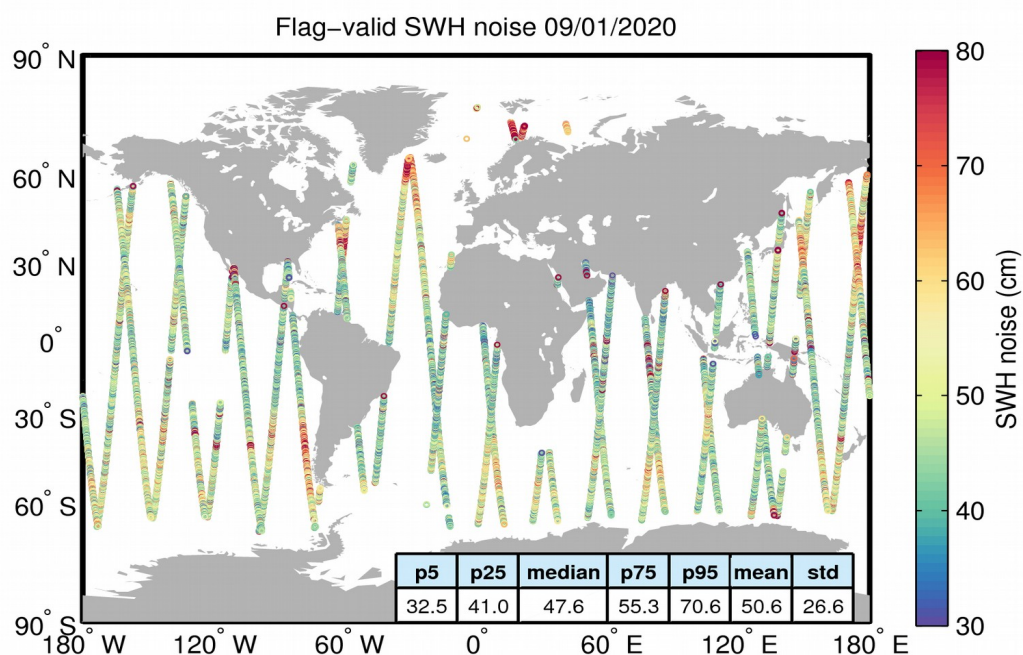 Flag−valid SWH noise 09/01/2020
90° N
60° N
30° N
0°
30° S
60° S
90° S
180° W
120° W
60° W
0°
60° E
120° E
180° E
80
70
60
50
40
30
SWH noise (cm)
p5 p25 median p75 p95 mean std
32.5 41.0 47.6 55.3 70.6 50.6 26.6